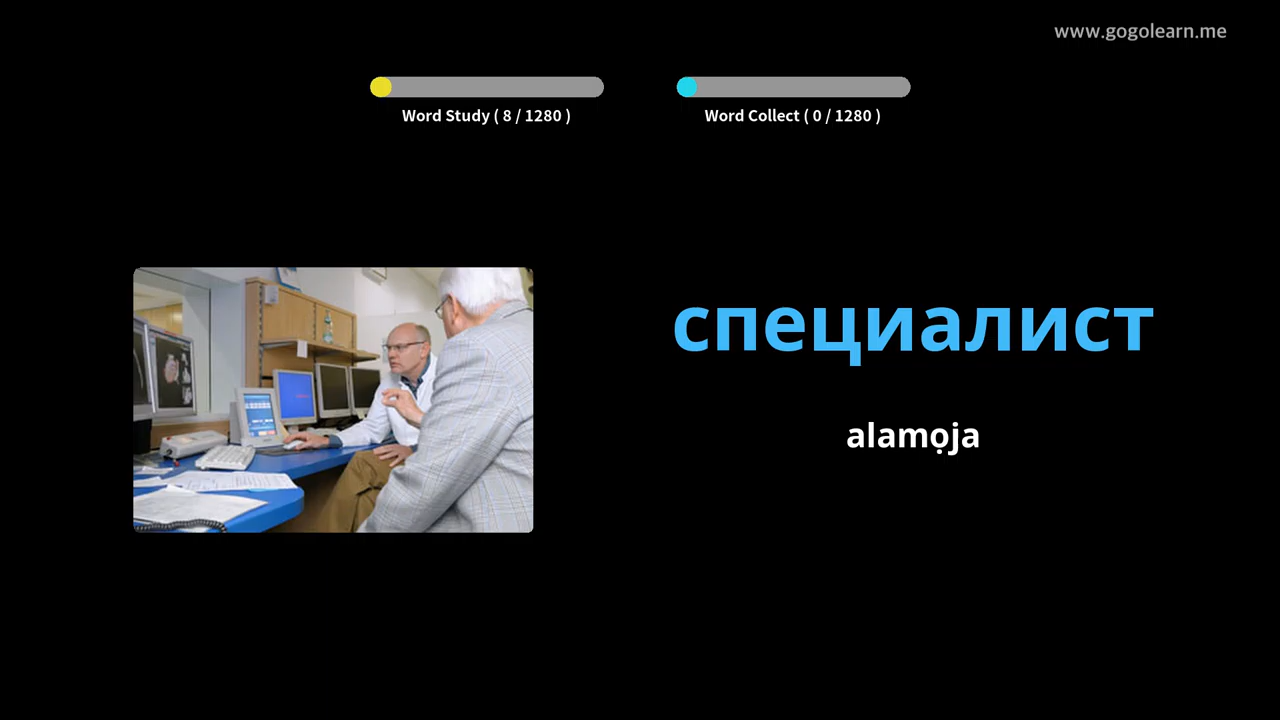 www.gogolearn.me
Word Study ( 8 / 1280 )
Word Collect ( 0 / 1280 )
специалист
alamọja